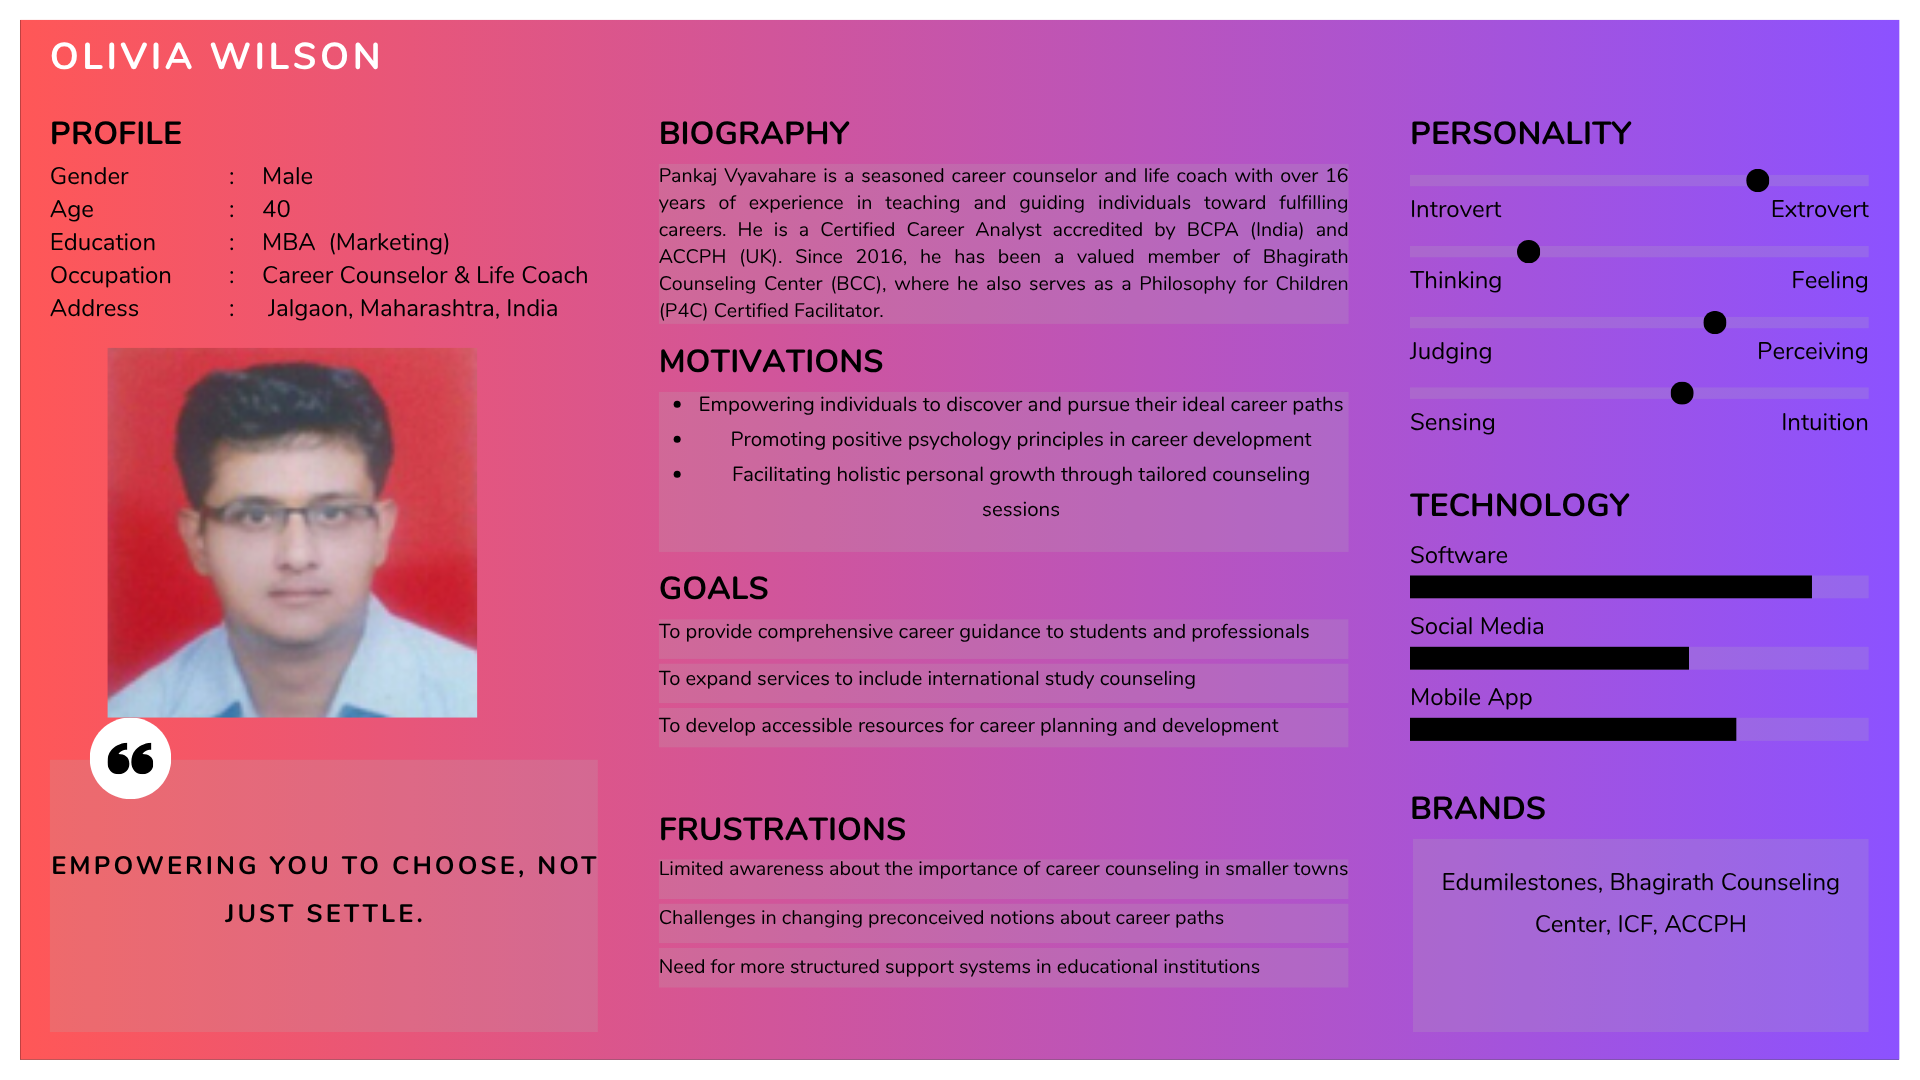 OLIVIA WILSON
PROFILE
Gender : Male
Age : 40
Education : MBA (Marketing)
Occupation : Career Counselor & Life Coach
Address : Jalgaon, Maharashtra, India
“
EMPOWERING YOU TO CHOOSE, NOT
JUST SETTLE.
BIOGRAPHY
Pankaj Vyavahare is a seasoned career counselor and life coach with over 16
years of experience in teaching and guiding individuals toward fulfilling
careers. He is a Certified Career Analyst accredited by BCPA (India) and
ACCPH (UK). Since 2016, he has been a valued member of Bhagirath
Counseling Center (BCC), where he also serves as a Philosophy for Children
(P4C) Certified Facilitator.
MOTIVATIONS
• Empowering individuals to discover and pursue their ideal career paths
• Promoting positive psychology principles in career development
• Facilitating holistic personal growth through tailored counseling
sessions
GOALS
To provide comprehensive career guidance to students and professionals
To expand services to include international study counseling
To develop accessible resources for career planning and development
FRUSTRATIONS
Limited awareness about the importance of career counseling in smaller towns
Challenges in changing preconceived notions about career paths
Need for more structured support systems in educational institutions
PERSONALITY
Introvert Extrovert
Thinking Feeling
Judging Perceiving
Sensing Intuition
TECHNOLOGY
Software
Social Media
Mobile App
BRANDS
Edumilestones, Bhagirath Counseling
Center, ICF, ACCPH